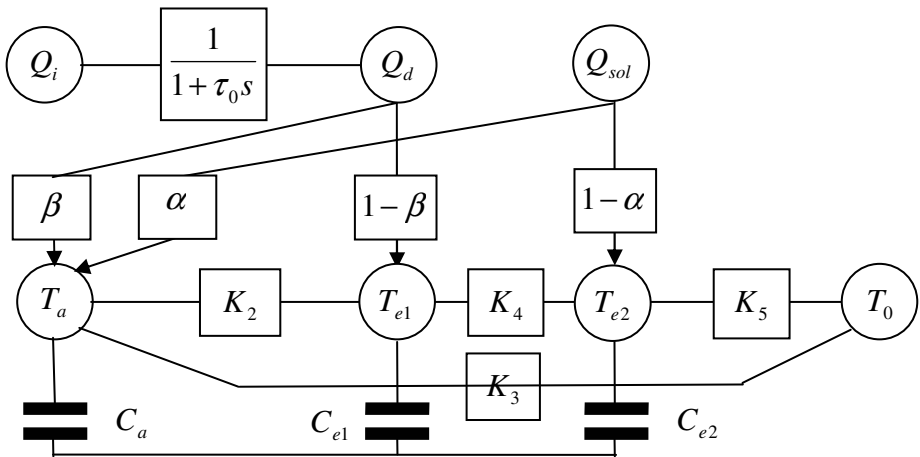 Q_i
1
1 + τ_0 s
Q_d
Q_sol
β
α
1 − β
1 − α
T_a
K_2
T_e1
K_4
T_e2
K_5
T_0
K_3
C_a
C_e1
C_e2